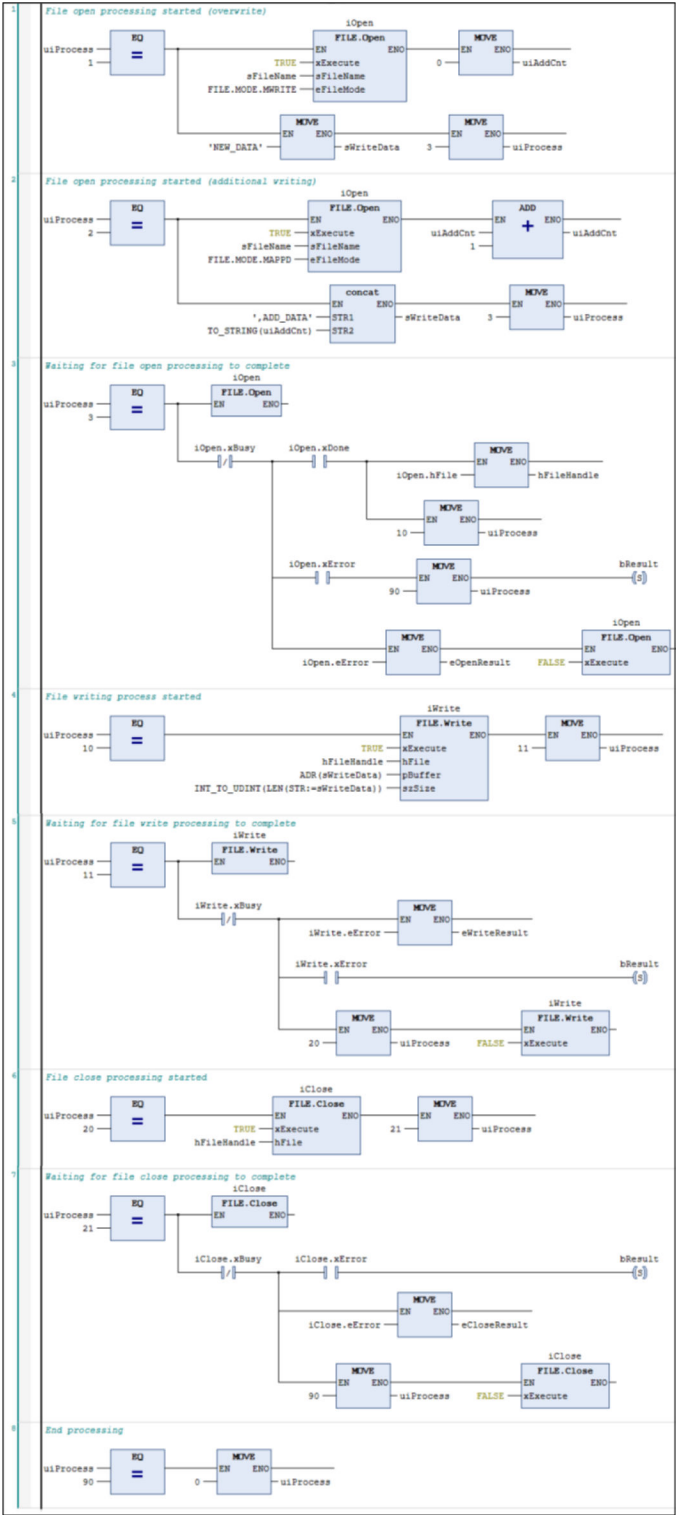 1 File open processing started (overwrite)
iOpen
EQ FILE.Open MOVE
uiProcess = EN ENO EN ENO
1 TRUE xExecute 0 uiAddCnt
sFileName sFileName
FILE.MODE.MWRITE eFileMode
MOVE MOVE
EN ENO EN ENO
'NEW_DATA' sWriteData 3 uiProcess
2 File open processing started (additional writing)
iOpen
EQ FILE.Open ADD
uiProcess = EN ENO EN + ENO
2 TRUE xExecute uiAddCnt uiAddCnt
sFileName sFileName 1
FILE.MODE.MAPPD eFileMode
concat MOVE
EN ENO EN ENO
',ADD_DATA' STR1 sWriteData 3 uiProcess
TO_STRING(uiAddCnt) STR2
3 Waiting for file open processing to complete
iOpen
EQ FILE.Open
uiProcess = EN ENO
3
iOpen.xBusy iOpen.xDone MOVE
/ EN ENO
iOpen.hFile hFileHandle
MOVE
EN ENO
10 uiProcess
iOpen.xError MOVE bResult
EN ENO S
90 uiProcess
iOpen
MOVE FILE.Open
EN ENO EN ENO
iOpen.eError eOpenResult FALSE xExecute
4 File writing process started
iWrite
EQ FILE.Write MOVE
uiProcess = EN ENO EN ENO
10 TRUE xExecute 11 uiProcess
hFileHandle hFile
ADR(sWriteData) pBuffer
INT_TO_UDINT(LEN(STR:=sWriteData)) szSize
5 Waiting for file write processing to complete
iWrite
EQ FILE.Write
uiProcess = EN ENO
11
iWrite.xBusy MOVE
/ EN ENO
iWrite.eError eWriteResult
iWrite.xError bResult
S
iWrite
MOVE FILE.Write
EN ENO EN ENO
20 uiProcess FALSE xExecute
6 File close processing started
iClose
EQ FILE.Close MOVE
uiProcess = EN ENO EN ENO
20 TRUE xExecute 21 uiProcess
hFileHandle hFile
7 Waiting for file close processing to complete
iClose
EQ FILE.Close
uiProcess = EN ENO
21
iClose.xBusy iClose.xError bResult
/ S
MOVE
EN ENO
iClose.eError eCloseResult
iClose
MOVE FILE.Close
EN ENO EN ENO
90 uiProcess FALSE xExecute
8 End processing
EQ MOVE
uiProcess = EN ENO
90 0 uiProcess